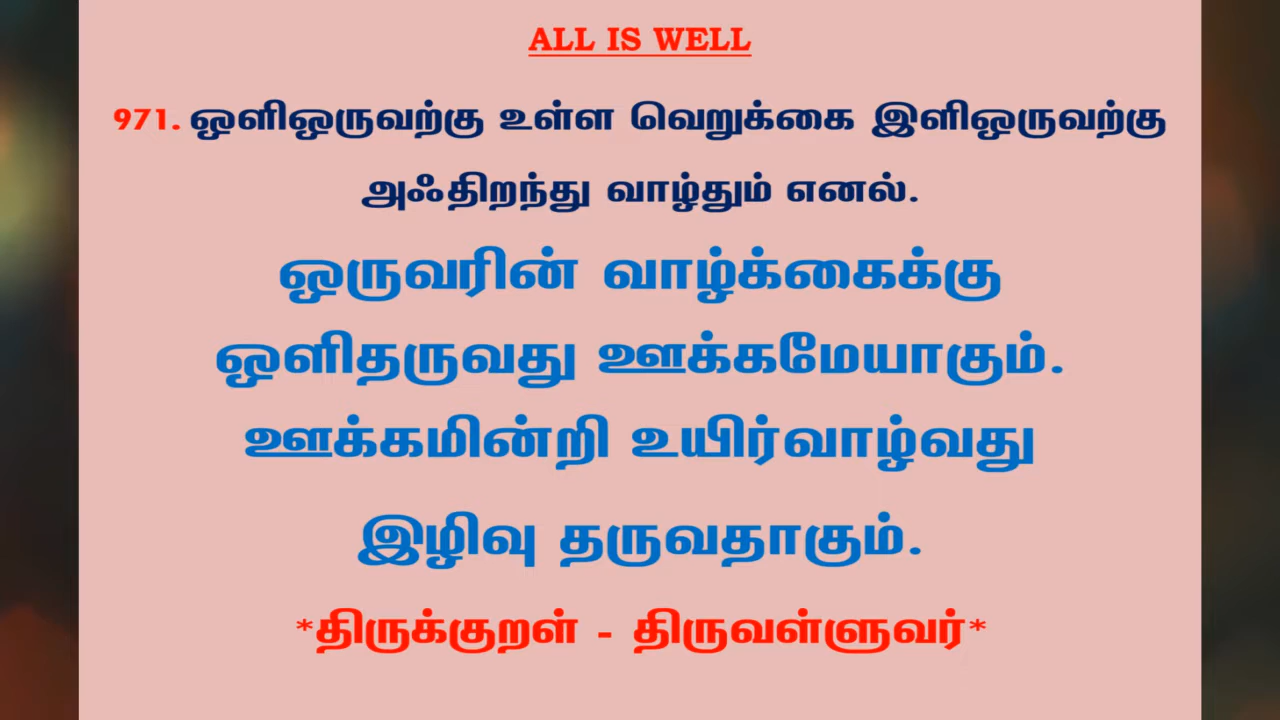 ALL IS WELL
971. ஒளிஒருவற்கு உள்ள வெறுக்கை இளிஒருவற்கு
அஃதிறந்து வாழ்தும் எனல்.
ஒருவரின் வாழ்க்கைக்கு
ஒளிதருவது ஊக்கமேயாகும்.
ஊக்கமின்றி உயிர்வாழ்வது
இழிவு தருவதாகும்.
*திருக்குறள் - திருவள்ளுவர்*